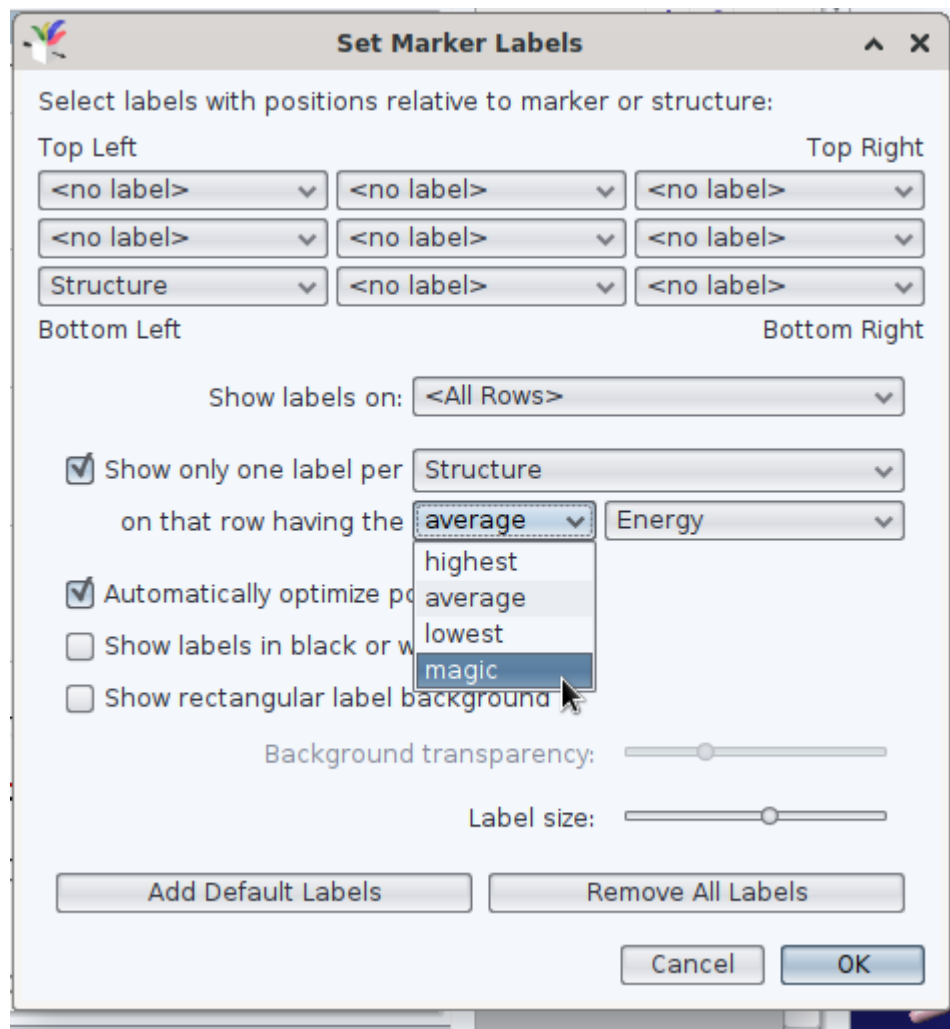 Set Marker Labels
Select labels with positions relative to marker or structure:
Top Left Top Right
<no label> <no label> <no label>
<no label> <no label> <no label>
Structure <no label> <no label>
Bottom Left Bottom Right
Show labels on: <All Rows>
Show only one label per Structure
on that row having the average Energy
highest
Automatically optimize average
lowest
Show labels in black or
magic
Show rectangular label background
Background transparency:
Label size:
Add Default Labels Remove All Labels
Cancel OK